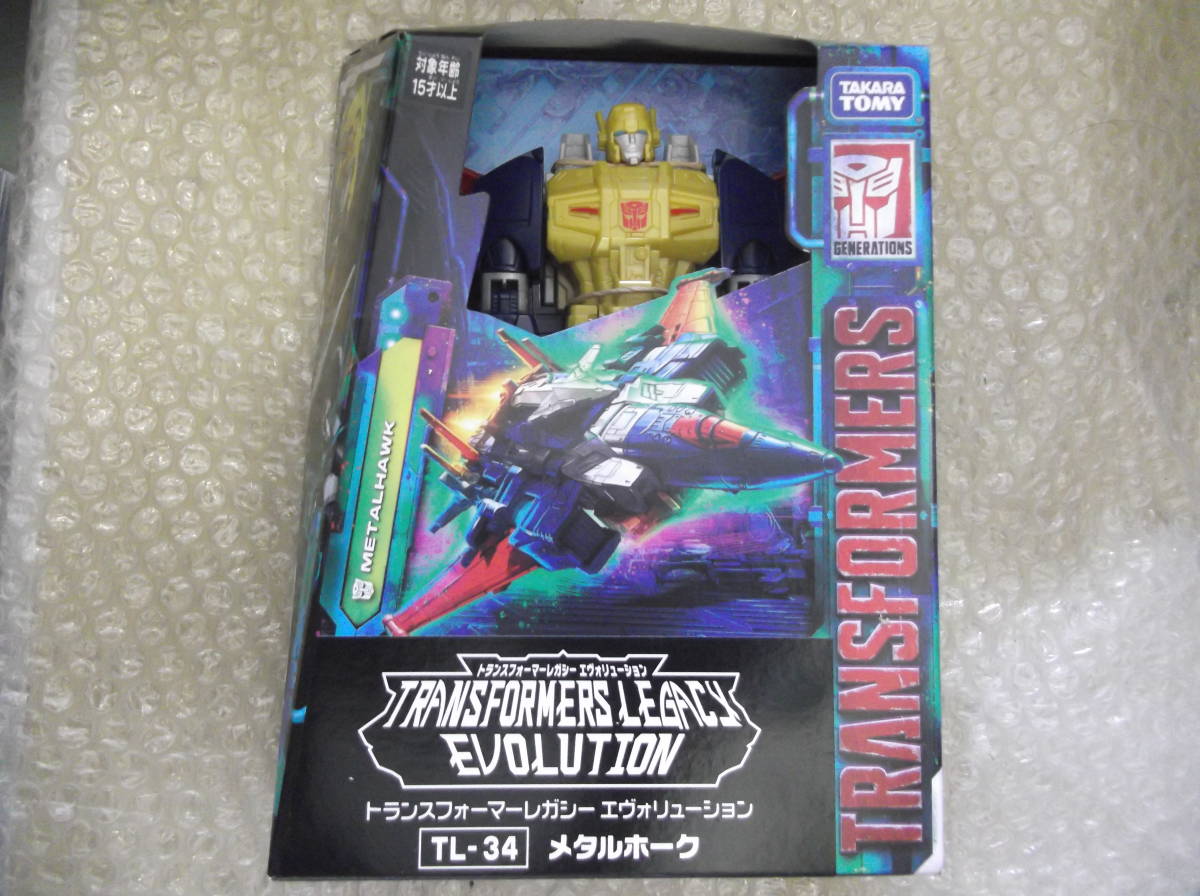 対象年齢
15才以上
TAKARA
TOMY
GENERATIONS
TRANSFORMERS
METALHAWK
トランスフォーマーレガシー エヴォリューション
TRANSFORMERS LEGACY
EVOLUTION
トランスフォーマーレガシー エヴォリューション
TL-34 メタルホーク